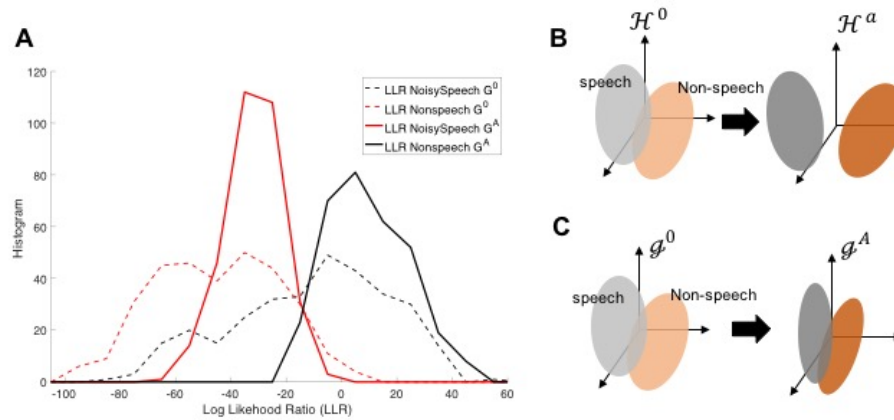 A
120
100
80
60
40
20
0
Histogram
-100 -80 -60 -40 -20 0 20 40 60
Log Likehood Ratio (LLR)
LLR NoisySpeech G⁰
LLR Nonspeech G⁰
LLR NoisySpeech Gᴬ
LLR Nonspeech Gᴬ
B
ℋ⁰
ℋᵃ
speech
Non-speech
C
𝒢⁰
𝒢ᴬ
speech
Non-speech